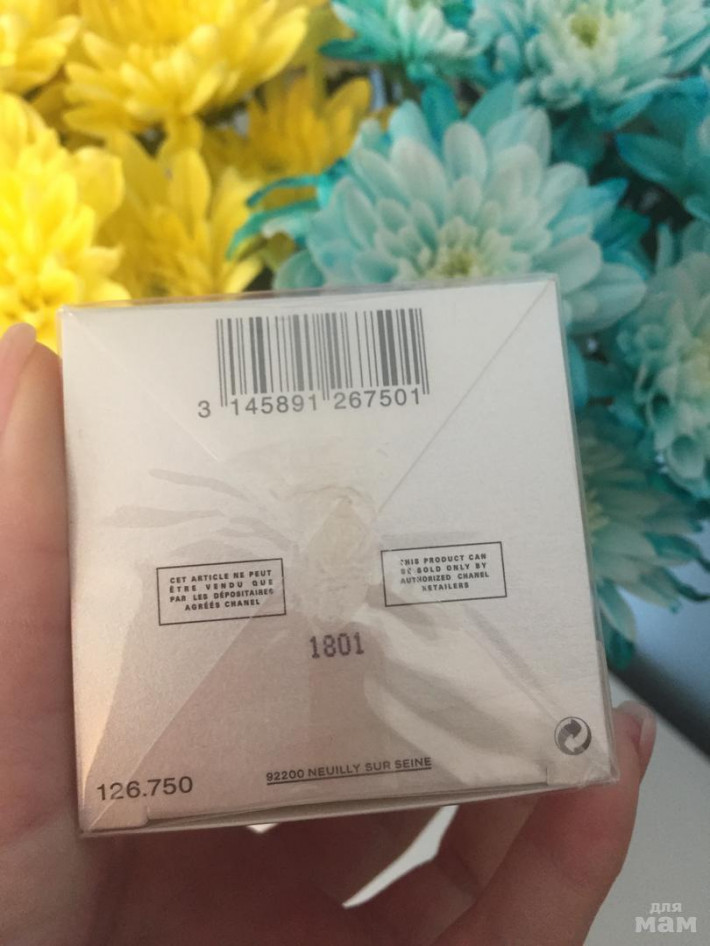 3 145891 267501
CET ARTICLE NE PEUT
ÊTRE VENDU QUE
PAR LES DÉPOSITAIRES
AGRÉÉS CHANEL
THIS PRODUCT CAN
BE SOLD ONLY BY
AUTHORIZED CHANEL
RETAILERS
1801
126.750
92200 NEUILLY SUR SEINE
для
мам